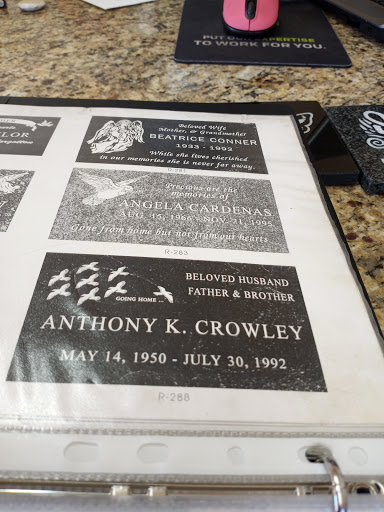 PUT OUR EXPERTISE
TO WORK FOR YOU.
Beloved Wife
Mother, & Grandmother
BEATRICE CONNER
1933 - 1992
While she lives cherished
in our memories she is never far away.
R-281
Precious are the
memories of
ANGELA CARDENAS
OCT. 15, 1966 - NOV. 21, 1995
Gone from home but not from our hearts
R-283
GOING HOME ...
BELOVED HUSBAND
FATHER & BROTHER
ANTHONY K. CROWLEY
MAY 14, 1950 - JULY 30, 1992
R-288